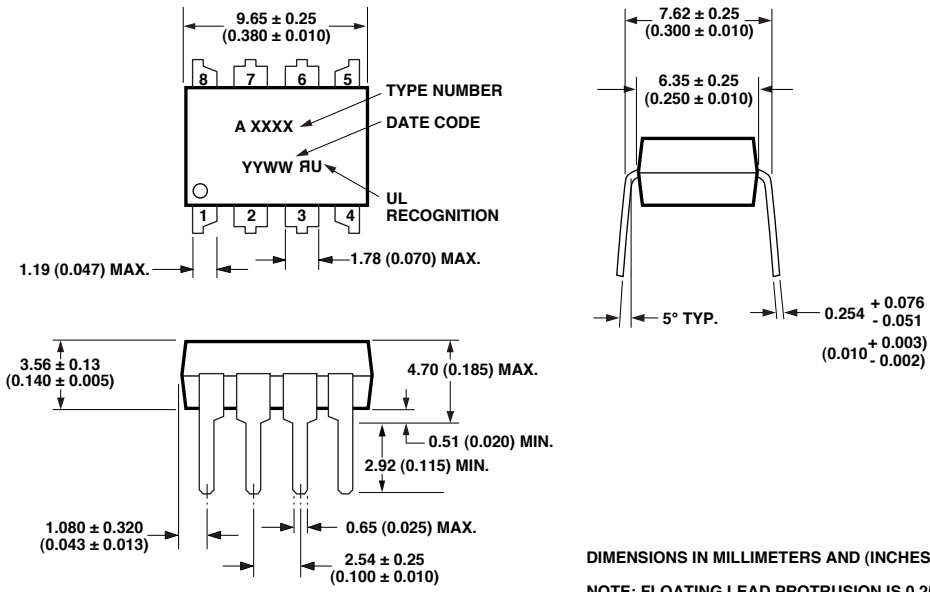 9.65 ± 0.25
(0.380 ± 0.010)
8 7 6 5
TYPE NUMBER
A XXXX
DATE CODE
YYWW ЯU
UL
RECOGNITION
1 2 3 4
1.19 (0.047) MAX.
1.78 (0.070) MAX.
7.62 ± 0.25
(0.300 ± 0.010)
6.35 ± 0.25
(0.250 ± 0.010)
5° TYP.
0.254 + 0.076
- 0.051
(0.010 + 0.003)
- 0.002)
3.56 ± 0.13
(0.140 ± 0.005)
4.70 (0.185) MAX.
0.51 (0.020) MIN.
2.92 (0.115) MIN.
1.080 ± 0.320
(0.043 ± 0.013)
0.65 (0.025) MAX.
2.54 ± 0.25
(0.100 ± 0.010)
DIMENSIONS IN MILLIMETERS AND (INCHES
NOTE: FLOATING LEAD PROTRUSION IS